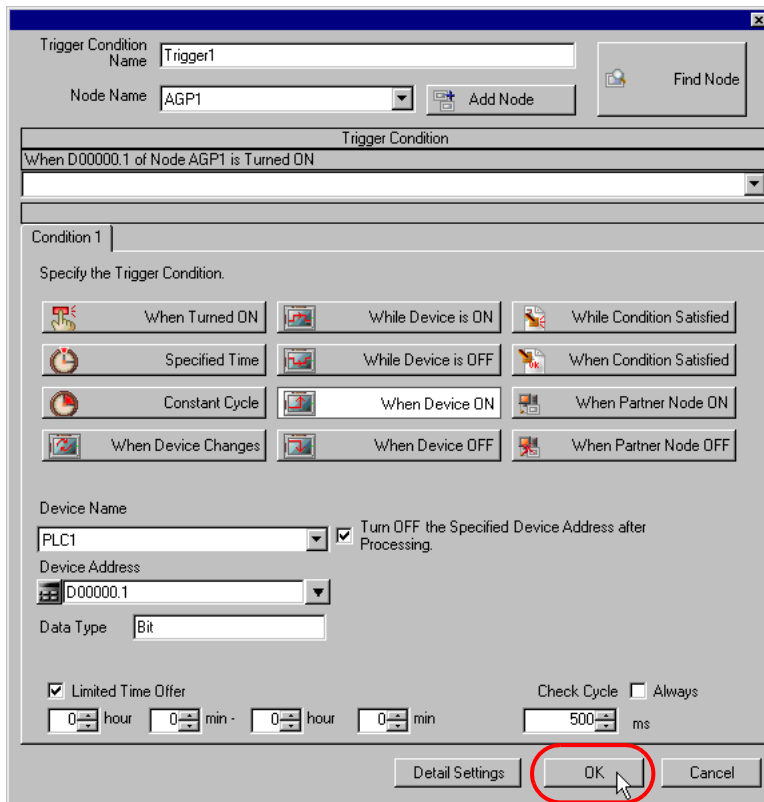 Trigger Condition Name Trigger1
Node Name AGP1 Add Node Find Node
Trigger Condition
When D00000.1 of Node AGP1 is Turned ON
Condition 1
Specify the Trigger Condition.
When Turned ON While Device is ON While Condition Satisfied
Specified Time While Device is OFF When Condition Satisfied
Constant Cycle When Device ON When Partner Node ON
When Device Changes When Device OFF When Partner Node OFF
Device Name
PLC1 Turn OFF the Specified Device Address after Processing.
Device Address
D00000.1
Data Type Bit
Limited Time Offer Check Cycle Always
0 hour 0 min - 0 hour 0 min 500 ms
Detail Settings OK Cancel